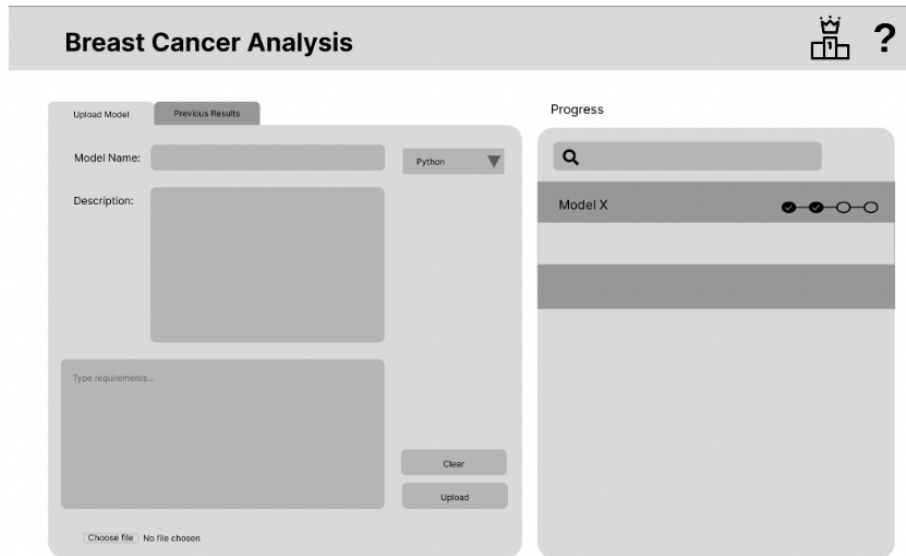 Breast Cancer Analysis
1
?
Upload Model
Previous Results
Model Name:
Python
Description:
Type requirements...
Clear
Upload
Choose file No file chosen
Progress
Model X